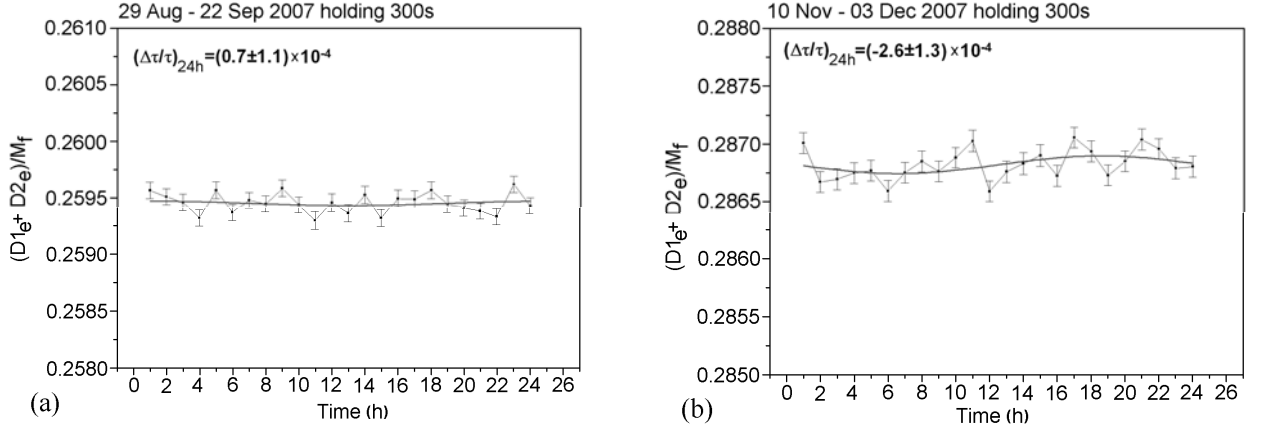 29 Aug - 22 Sep 2007 holding 300s
(Δτ/τ)24h=(0.7±1.1)×10-4
(D1e+ D2e)/Mf
0.2610
0.2605
0.2600
0.2595
0.2590
0.2585
0.2580
0 2 4 6 8 10 12 14 16 18 20 22 24 26
Time (h)
(a)
10 Nov - 03 Dec 2007 holding 300s
(Δτ/τ)24h=(-2.6±1.3)×10-4
(D1e+ D2e)/Mf
0.2880
0.2875
0.2870
0.2865
0.2860
0.2855
0.2850
0 2 4 6 8 10 12 14 16 18 20 22 24 26
Time (h)
(b)